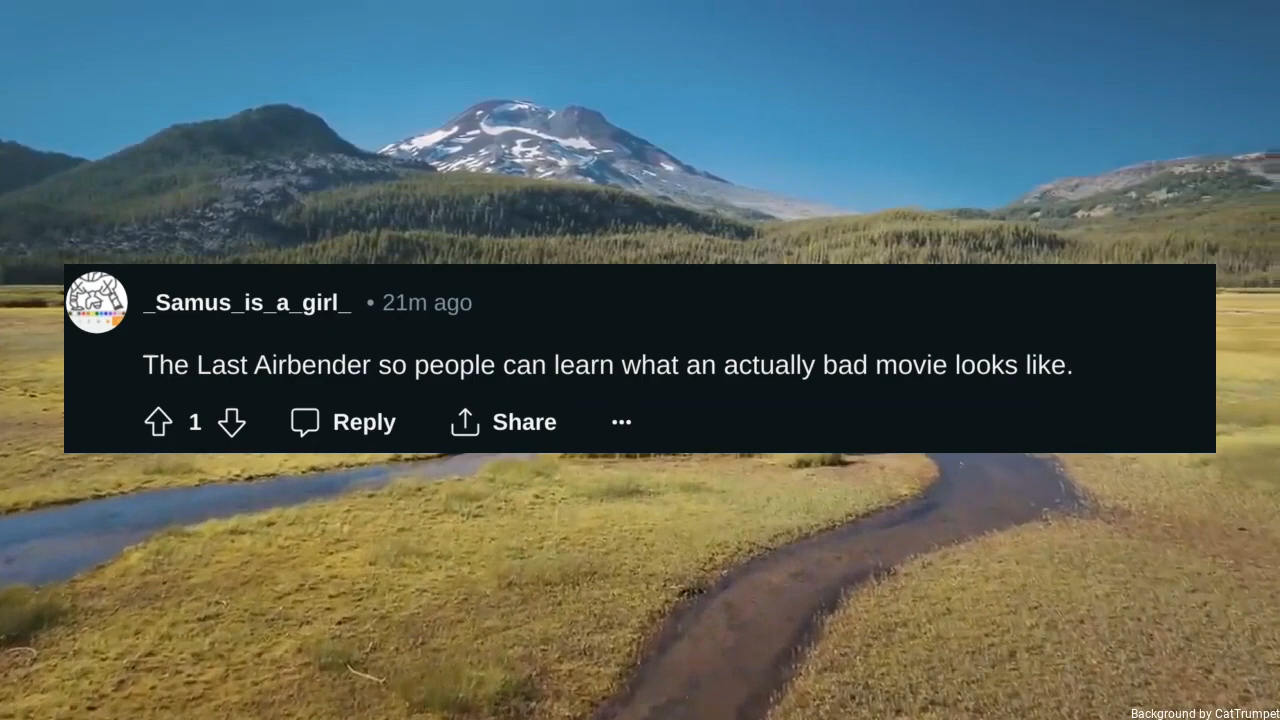 _Samus_is_a_girl_ • 21m ago
The Last Airbender so people can learn what an actually bad movie looks like.
1 Reply Share ···
Background by CatTrumpet